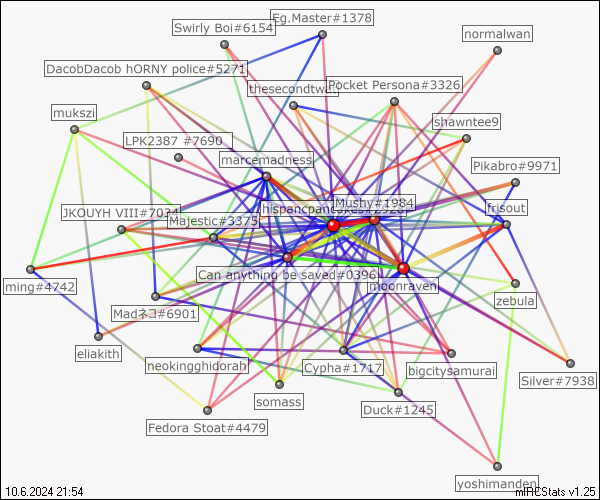 Eg.Master#1378
Swirly Boi#6154
normalwan
DacobDacob hORNY police#5271
thesecondtwo
Pocket Persona#3326
mukszi
shawntee9
LPK2387 #7690
marcemadness
Pikabro#9971
Mushy#1984
JKOUYH VIII#7034
hispancpancakes#2928
frisout
Majestic#3375
Can anything be saved#0396
ming#4742
moonraven
zebula
Madネコ#6901
eliakith
neokingghidorah
Cypha#1717
bigcitysamurai
Silver#7938
somass
Duck#1245
Fedora Stoat#4479
yoshimanden
10.6.2024 21:54
mIRCStats v1.25